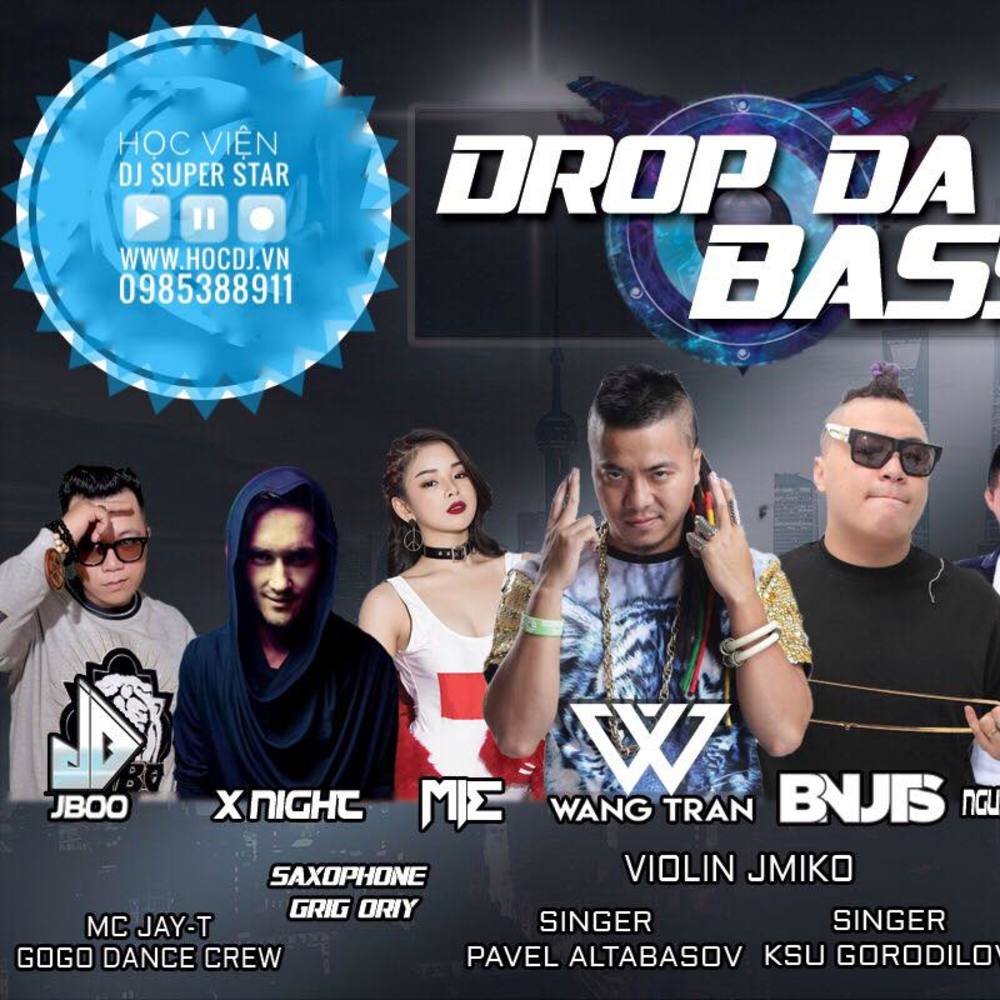 HỌC VIỆN
DJ SUPER STAR
WWW.HOCDJ.VN
0985388911
DROP DA
BASS
JBOO
X NIGHT
MIE
WANG TRAN
BNJIS
SAXOPHONE
GRIG ORIY
VIOLIN JMIKO
MC JAY-T
GOGO DANCE CREW
SINGER
PAVEL ALTABASOV
SINGER
KSU GORODILOV